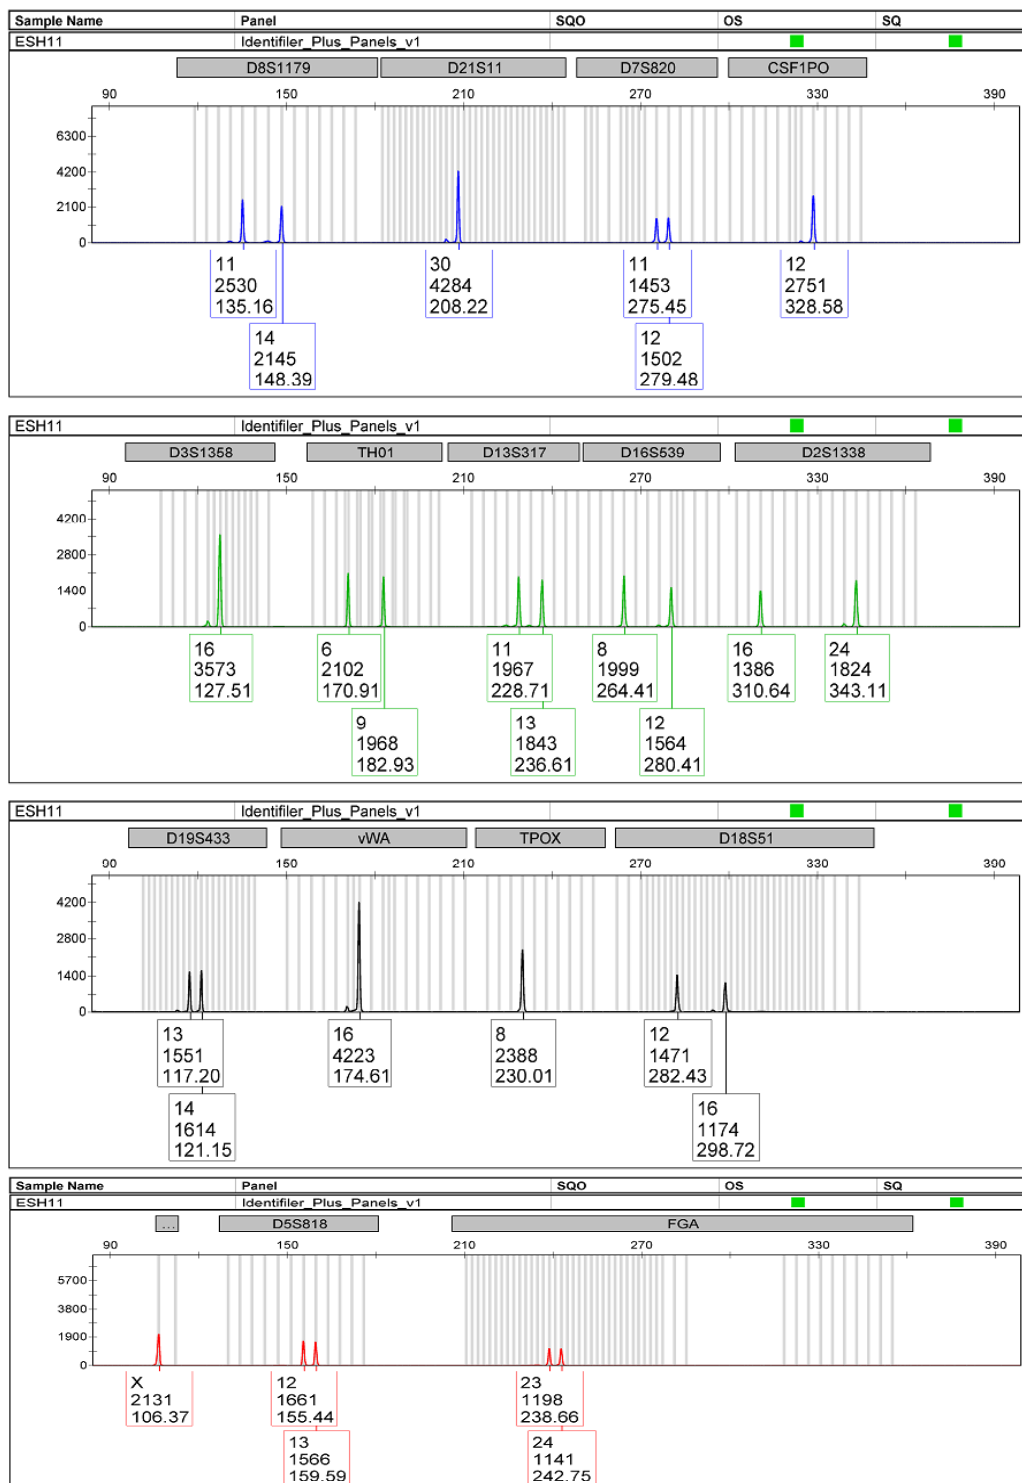 Sample Name Panel SQO OS SQ
ESH11 Identifiler_Plus_Panels_v1
D8S1179 D21S11 D7S820 CSF1PO
90 150 210 270 330 390
6300
4200
2100
0
11 30 11 12
2530 4284 1453 2751
135.16 208.22 275.45 328.58
14 12
2145 1502
148.39 279.48
ESH11 Identifiler_Plus_Panels_v1
D3S1358 TH01 D13S317 D16S539 D2S1338
90 150 210 270 330 390
4200
2800
1400
0
16 6 11 8 16 24
3573 2102 1967 1999 1386 1824
127.51 170.91 228.71 264.41 310.64 343.11
9 13 12
1968 1843 1564
182.93 236.61 280.41
ESH11 Identifiler_Plus_Panels_v1
D19S433 vWA TPOX D18S51
90 150 210 270 330 390
4200
2800
1400
0
13 16 8 12
1551 4223 2388 1471
117.20 174.61 230.01 282.43
14 16
1614 1174
121.15 298.72
Sample Name Panel SQO OS SQ
ESH11 Identifiler_Plus_Panels_v1
... D5S818 FGA
90 150 210 270 330 390
5700
3800
1900
0
X 12 23
2131 1661 1198
106.37 155.44 238.66
13 24
1566 1141
159.59 242.75